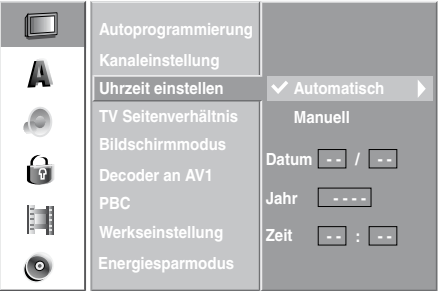 Autoprogrammierung
Kanaleinstellung
Uhrzeit einstellen
TV Seitenverhältnis
Bildschirmmodus
Decoder an AV1
PBC
Werkseinstellung
Energiesparmodus
✔ Automatisch
Manuell
Datum -- / --
Jahr ----
Zeit -- : --
A